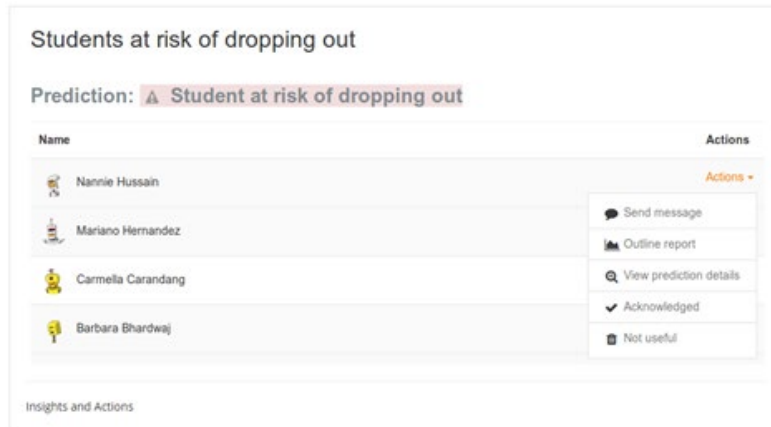 Students at risk of dropping out
Prediction: Student at risk of dropping out
Name Actions
Nannie Hussain Actions
Send message
Mariano Hernandez
Outline report
View prediction details
Carmella Carandang
Acknowledged
Barbara Bhardwaj
Not useful
Insights and Actions